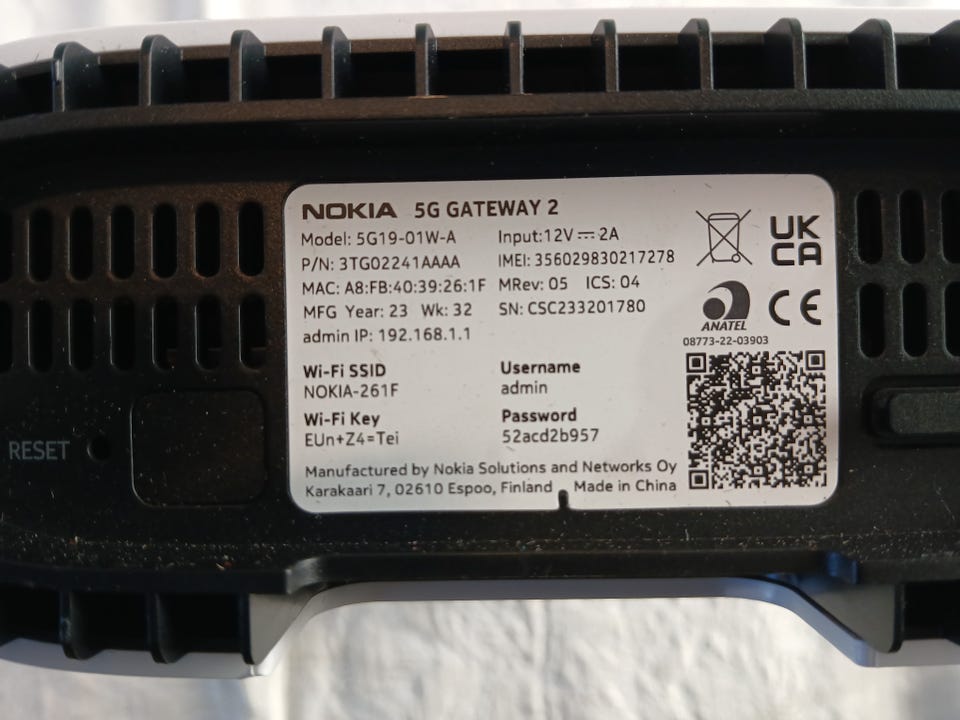 NOKIA 5G GATEWAY 2
Model: 5G19-01W-A Input:12V 2A
P/N: 3TG02241AAAA IMEI: 356029830217278
MAC: A8:FB:40:39:26:1F MRev: 05 ICS: 04
MFG Year: 23 Wk: 32 SN: CSC233201780
admin IP: 192.168.1.1
UK
CA
ANATEL
CE
08773-22-03903
Wi-Fi SSID Username
NOKIA-261F admin
Wi-Fi Key Password
EUn+Z4=Tei 52acd2b957
RESET
Manufactured by Nokia Solutions and Networks Oy
Karakaari 7, 02610 Espoo, Finland Made in China